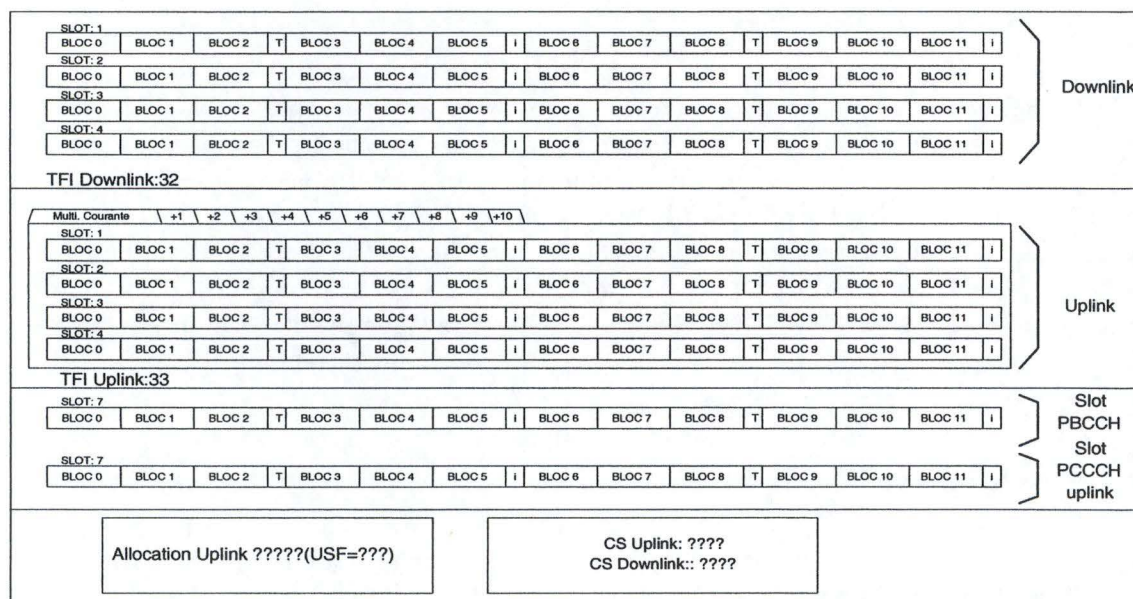 SLOT: 1
BLOC 0 BLOC 1 BLOC 2 T BLOC 3 BLOC 4 BLOC 5 i BLOC 6 BLOC 7 BLOC 8 T BLOC 9 BLOC 10 BLOC 11 i
SLOT: 2
BLOC 0 BLOC 1 BLOC 2 T BLOC 3 BLOC 4 BLOC 5 i BLOC 6 BLOC 7 BLOC 8 T BLOC 9 BLOC 10 BLOC 11 i
SLOT: 3
BLOC 0 BLOC 1 BLOC 2 T BLOC 3 BLOC 4 BLOC 5 i BLOC 6 BLOC 7 BLOC 8 T BLOC 9 BLOC 10 BLOC 11 i
SLOT: 4
BLOC 0 BLOC 1 BLOC 2 T BLOC 3 BLOC 4 BLOC 5 i BLOC 6 BLOC 7 BLOC 8 T BLOC 9 BLOC 10 BLOC 11 i
Downlink
TFI Downlink:32
Multi. Courante +1 +2 +3 +4 +5 +6 +7 +8 +9 +10
SLOT: 1
BLOC 0 BLOC 1 BLOC 2 T BLOC 3 BLOC 4 BLOC 5 i BLOC 6 BLOC 7 BLOC 8 T BLOC 9 BLOC 10 BLOC 11 i
SLOT: 2
BLOC 0 BLOC 1 BLOC 2 T BLOC 3 BLOC 4 BLOC 5 i BLOC 6 BLOC 7 BLOC 8 T BLOC 9 BLOC 10 BLOC 11 i
SLOT: 3
BLOC 0 BLOC 1 BLOC 2 T BLOC 3 BLOC 4 BLOC 5 i BLOC 6 BLOC 7 BLOC 8 T BLOC 9 BLOC 10 BLOC 11 i
SLOT: 4
BLOC 0 BLOC 1 BLOC 2 T BLOC 3 BLOC 4 BLOC 5 i BLOC 6 BLOC 7 BLOC 8 T BLOC 9 BLOC 10 BLOC 11 i
Uplink
TFI Uplink:33
SLOT: 7
BLOC 0 BLOC 1 BLOC 2 T BLOC 3 BLOC 4 BLOC 5 i BLOC 6 BLOC 7 BLOC 8 T BLOC 9 BLOC 10 BLOC 11 i
Slot
PBCCH
SLOT: 7
BLOC 0 BLOC 1 BLOC 2 T BLOC 3 BLOC 4 BLOC 5 i BLOC 6 BLOC 7 BLOC 8 T BLOC 9 BLOC 10 BLOC 11 i
Slot
PCCCH
uplink
Allocation Uplink ?????(USF=???)
CS Uplink: ????
CS Downlink:: ????